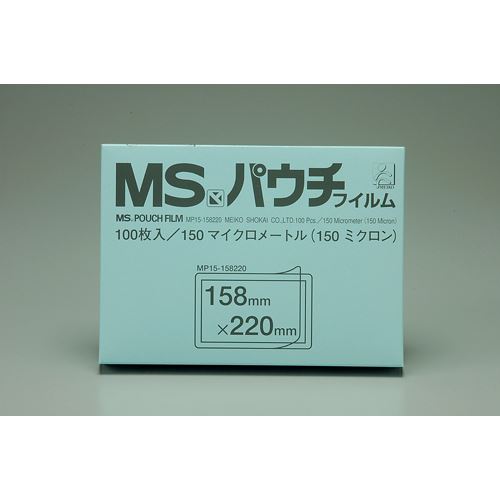 MS パウチフィルム
MEIKO
MS. POUCH FILM MP15-158220 MEIKO SHOKAI CO.,LTD.100 Pcs./150 Micrometer (150 Micron)
100枚入/150 マイクロメートル(150 ミクロン)
MP15-158220
158mm
×220mm